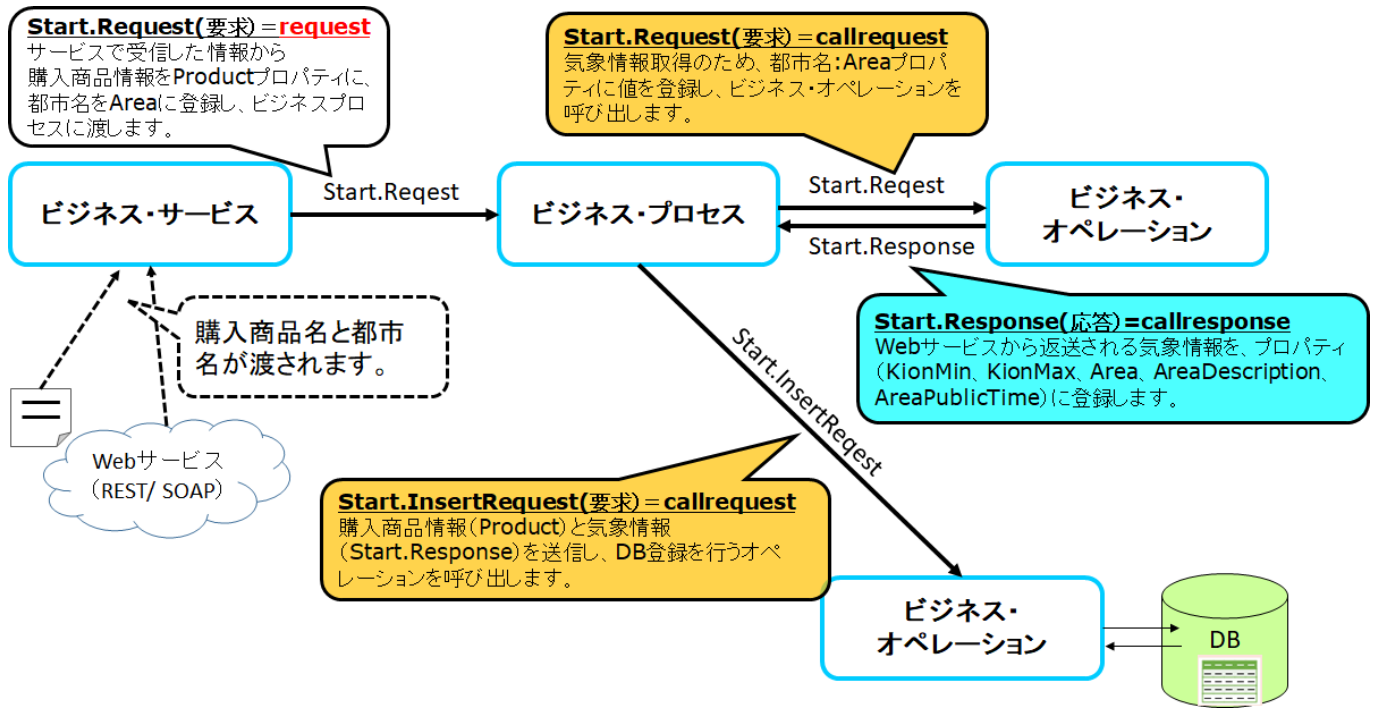 Start.Request(要求)=request
サービスで受信した情報から
購入商品情報をProductプロパティに、
都市名をAreaに登録し、ビジネスプロ
セスに渡します。
Start.Request(要求)=callrequest
気象情報取得のため、都市名:Areaプロパ
ティに値を登録し、ビジネス・オペレーションを
呼び出します。
ビジネス・サービス
Start.Reqest
ビジネス・プロセス
Start.Reqest
Start.Response
ビジネス・
オペレーション
購入商品名と都市
名が渡されます。
Start.Response(応答)=callresponse
Webサービスから返送される気象情報を、プロパティ
(KionMin、KionMax、Area、AreaDescription、
AreaPublicTime)に登録します。
Start.InsertReqest
Webサービス
(REST/ SOAP)
Start.InsertRequest(要求)=callrequest
購入商品情報(Product)と気象情報
(Start.Response)を送信し、DB登録を行うオペ
レーションを呼び出します。
ビジネス・
オペレーション
DB